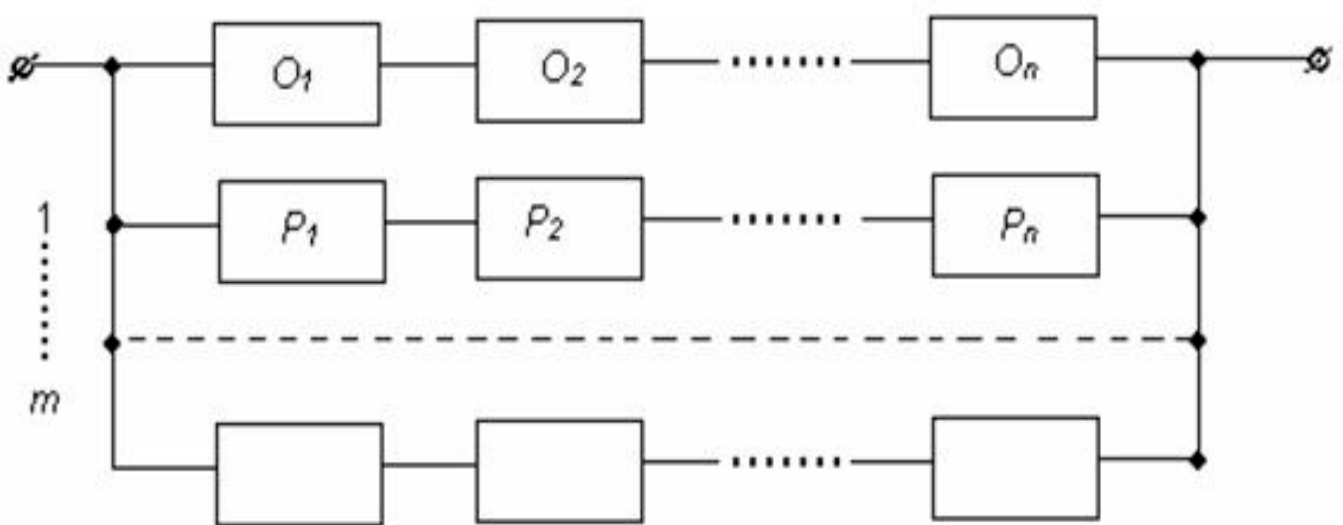 O1 O2 ....... On
1 P1 P2 ....... Pn
m .......